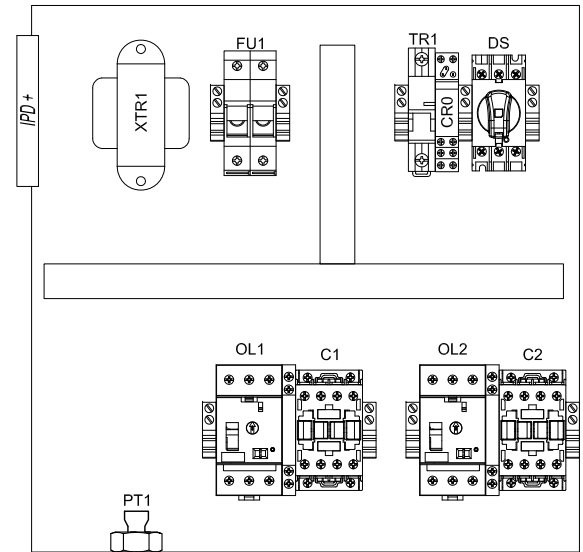 FU1
TR1
DS
IPD +
XTR1
CR0
OL1
C1
OL2
C2
PT1